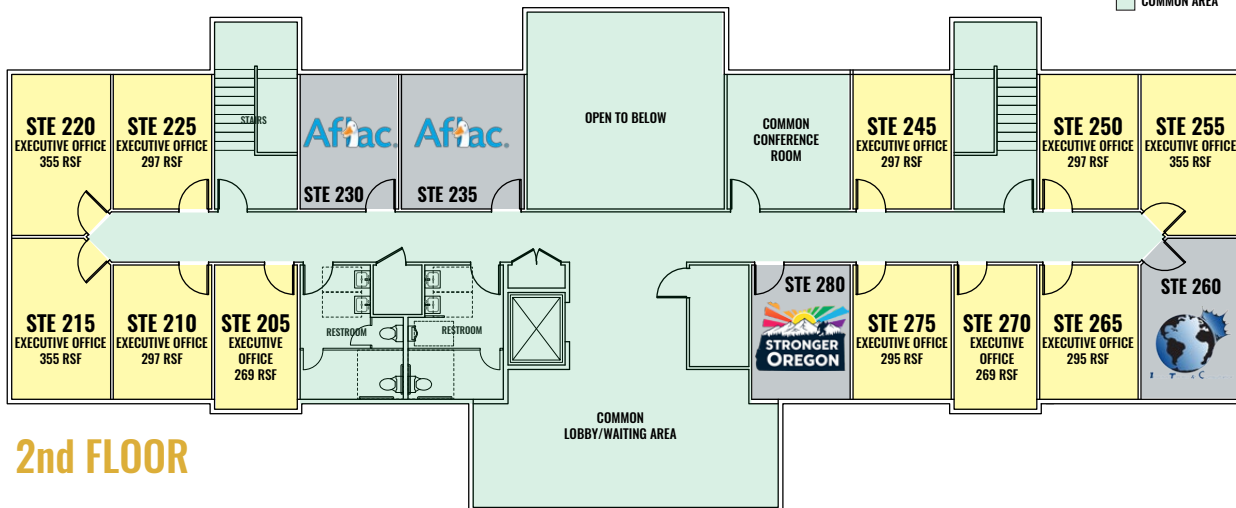 COMMON AREA
STE 220
EXECUTIVE OFFICE
355 RSF
STE 225
EXECUTIVE OFFICE
297 RSF
STAIRS
Aflac.
STE 230
Aflac.
STE 235
OPEN TO BELOW
COMMON
CONFERENCE
ROOM
STE 245
EXECUTIVE OFFICE
297 RSF
STE 250
EXECUTIVE OFFICE
297 RSF
STE 255
EXECUTIVE OFFICE
355 RSF
STE 215
EXECUTIVE OFFICE
355 RSF
STE 210
EXECUTIVE OFFICE
297 RSF
STE 205
EXECUTIVE
OFFICE
269 RSF
RESTROOM
RESTROOM
STE 280
STRONGER
OREGON
STE 275
EXECUTIVE OFFICE
295 RSF
STE 270
EXECUTIVE
OFFICE
269 RSF
STE 265
EXECUTIVE OFFICE
295 RSF
STE 260
COMMON
LOBBY/WAITING AREA
2nd FLOOR